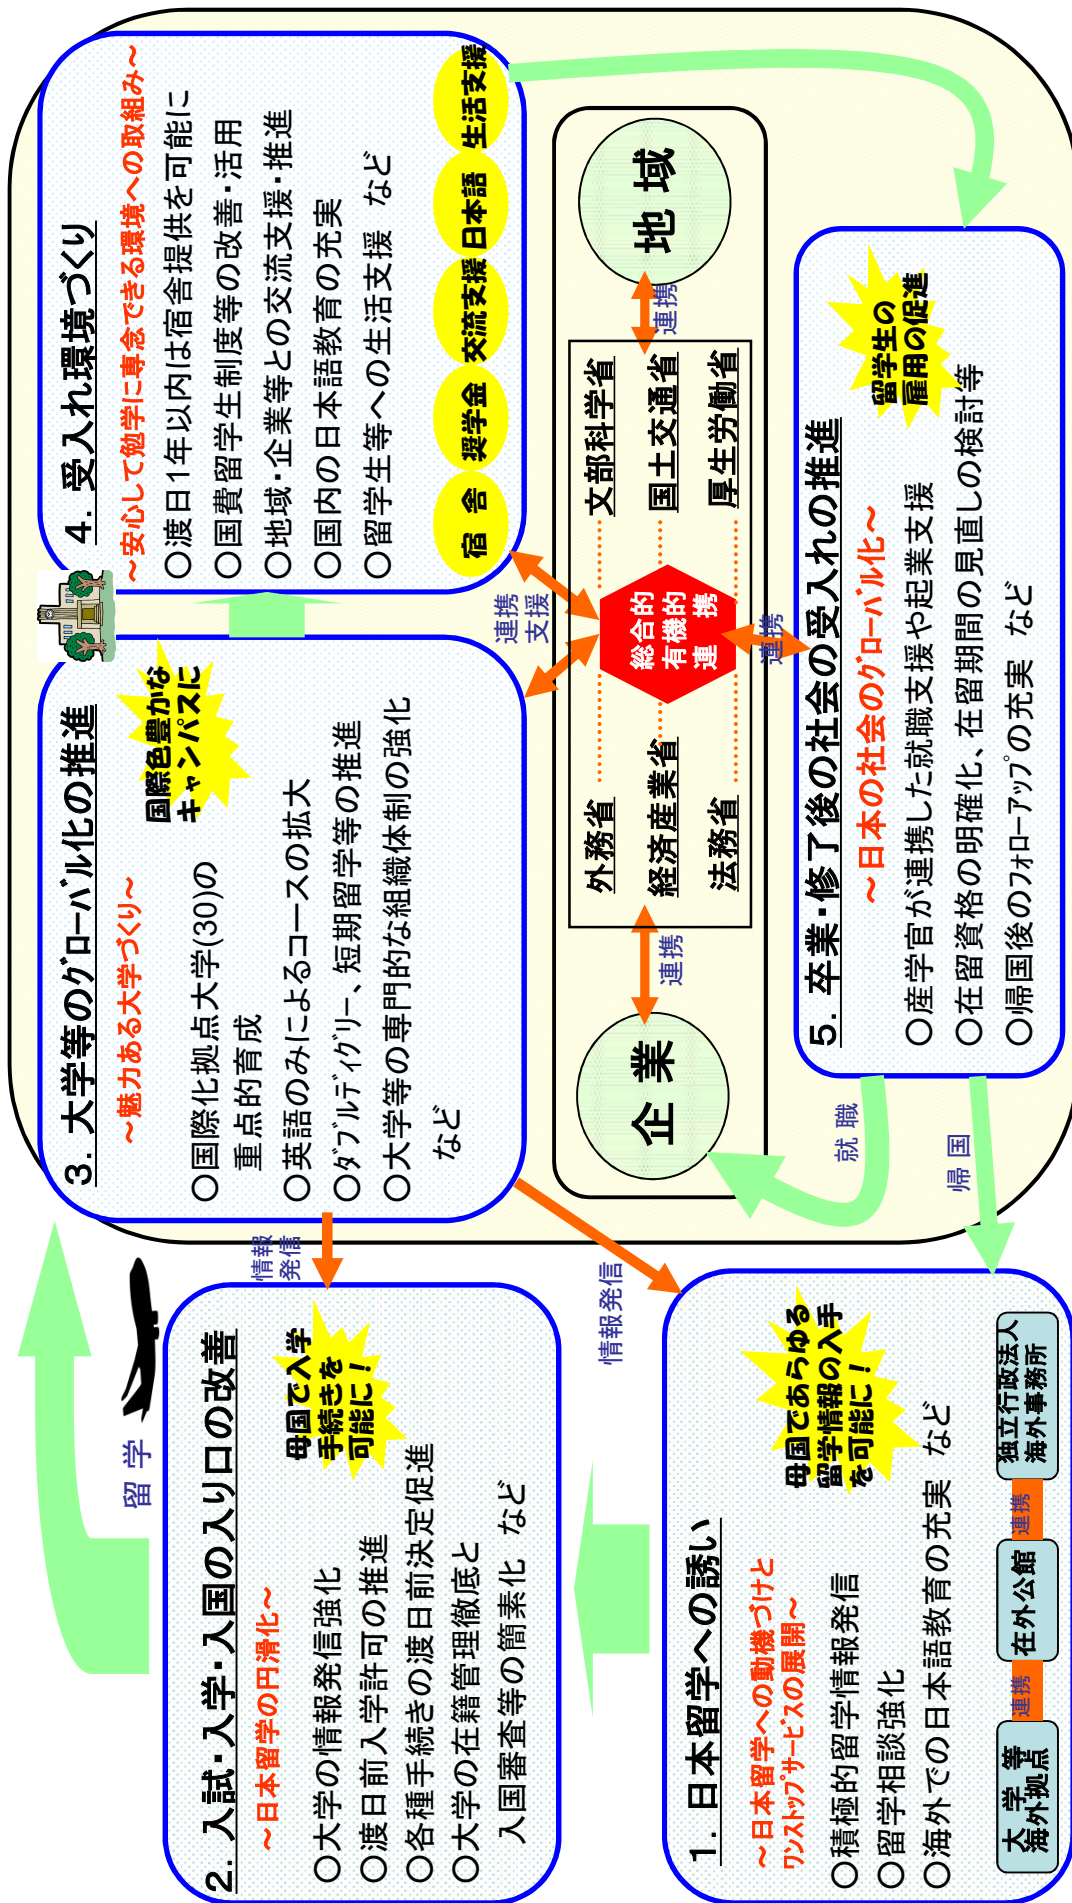 1. 日本留学への誘い
～日本留学への動機づけと
ワンストップサービスの展開～
○積極的留学情報発信
○留学相談強化
○海外での日本語教育の充実 など
母国であらゆる
留学情報の入手
を可能に！
大学等
海外拠点
連携
在外公館
連携
独立行政法人
海外事務所
2. 入試・入学・入国の入り口の改善
～日本留学の円滑化～
○大学の情報発信強化
○渡日前入学許可の推進
○各種手続きの渡日前決定促進
○大学の在籍管理徹底と
入国審査等の簡素化 など
母国で入学
手続きを
可能に！
留学
情報
発信
情報発信
3. 大学等のグローバル化の推進
～魅力ある大学づくり～
○国際化拠点大学(30)の
重点的育成
○英語のみによるコースの拡大
○ダブルディグリー、短期留学等の推進
○大学等の専門的な組織体制の強化
など
国際色豊かな
キャンパスに
4. 受入れ環境づくり
～安心して勉学に専念できる環境への取組み～
○渡日1年以内は宿舎提供を可能に
○国費留学生制度等の改善・活用
○地域・企業等との交流支援・推進
○国内の日本語教育の充実
○留学生等への生活支援 など
宿舎
奨学金
交流支援
日本語
生活支援
連携
支援
企業
連携
外務省
文部科学省
経済産業省
国土交通省
法務省
厚生労働省
総合的
有機的
連携
連携
地域
連携
5. 卒業・修了後の社会の受入れの推進
～日本の社会のグローバル化～
○産学官が連携した就職支援や起業支援
○在留資格の明確化、在留期間の見直しの検討等
○帰国後のフォローアップの充実 など
留学生の
雇用の促進
就職
帰国